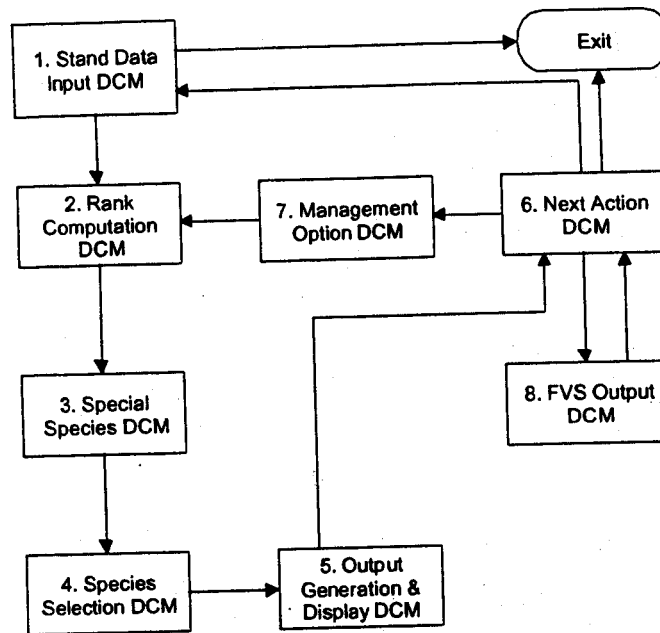 1. Stand Data
Input DCM
Exit
2. Rank
Computation
DCM
7. Management
Option DCM
6. Next Action
DCM
3. Special
Species DCM
8. FVS Output
DCM
4. Species
Selection DCM
5. Output
Generation &
Display DCM